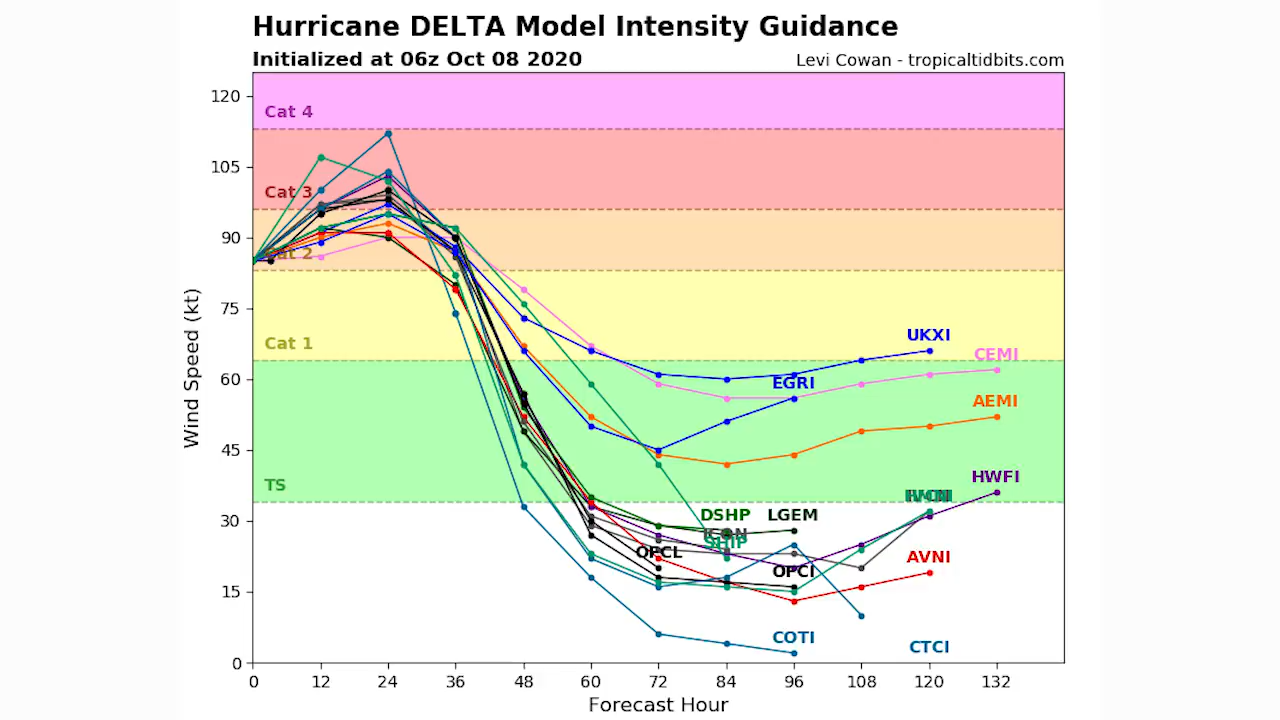 Hurricane DELTA Model Intensity Guidance
Initialized at 06z Oct 08 2020
Levi Cowan - tropicaltidbits.com
120
Cat 4
105
Cat 3
90
Cat 2
75
Cat 1
UKXI
CEMI
60
EGRI
AEMI
45
HWFI
TS
DSHP
LGEM
30
SHIP
OPCL
AVNI
OPCI
15
COTI
CTCI
0
0 12 24 36 48 60 72 84 96 108 120 132
Wind Speed (kt)
Forecast Hour